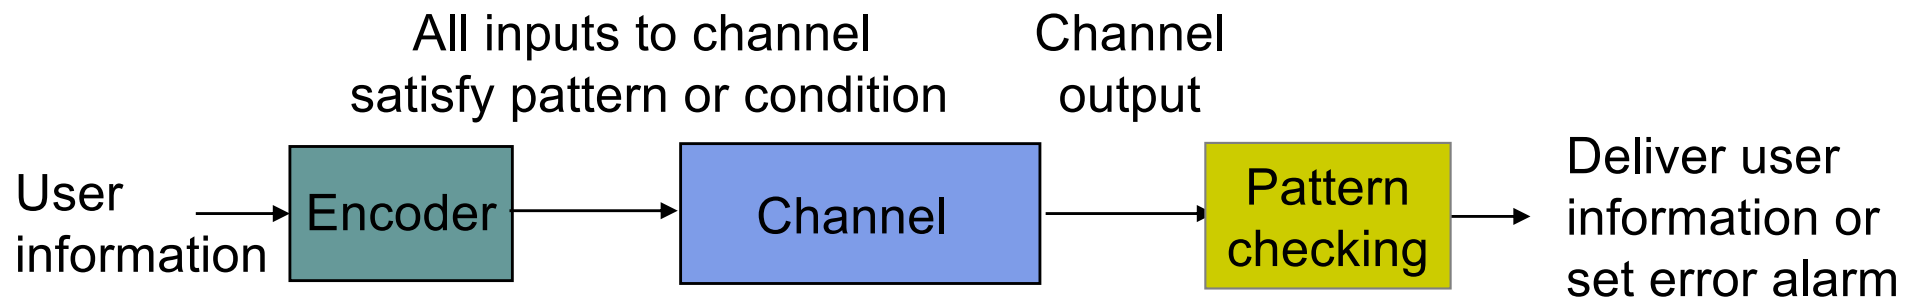 All inputs to channel
satisfy pattern or condition
Channel
output
User
information
Encoder
Channel
Pattern
checking
Deliver user
information or
set error alarm